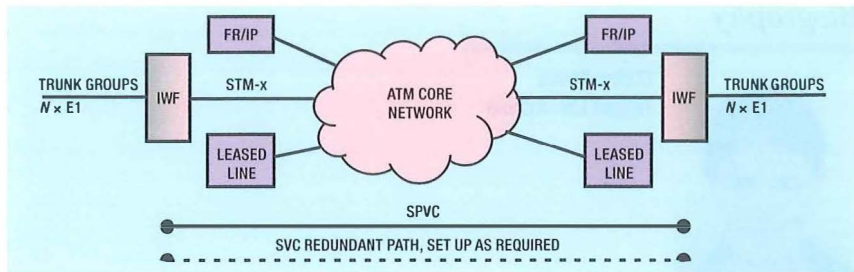 FR/IP
FR/IP
TRUNK GROUPS
N × E1
IWF
STM-x
ATM CORE
NETWORK
STM-x
IWF
TRUNK GROUPS
N × E1
LEASED
LINE
LEASED
LINE
SPVC
SVC REDUNDANT PATH, SET UP AS REQUIRED